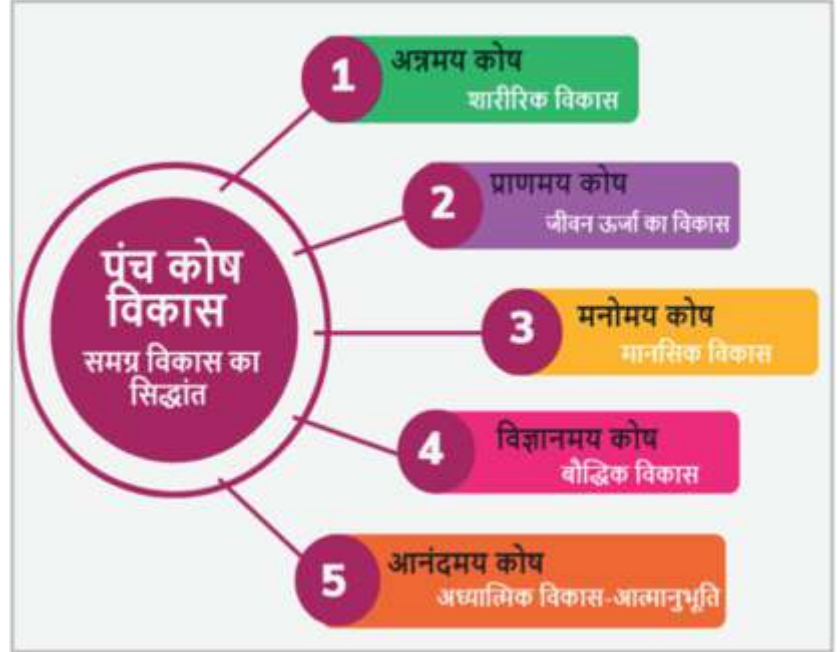 पंच कोष
विकास
समग्र विकास का
सिद्धांत
1
अन्नमय कोष
शारीरिक विकास
2
प्राणमय कोष
जीवन ऊर्जा का विकास
3
मनोमय कोष
मानसिक विकास
4
विज्ञानमय कोष
बौद्धिक विकास
5
आनंदमय कोष
अध्यात्मिक विकास-आत्मानुभूति